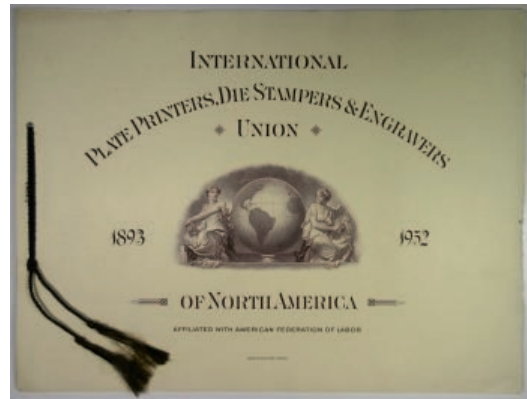 INTERNATIONAL
PLATE PRINTERS, DIE STAMPERS & ENGRAVERS
UNION
1893
1952
OF NORTH AMERICA
AFFILIATED WITH AMERICAN FEDERATION OF LABOR